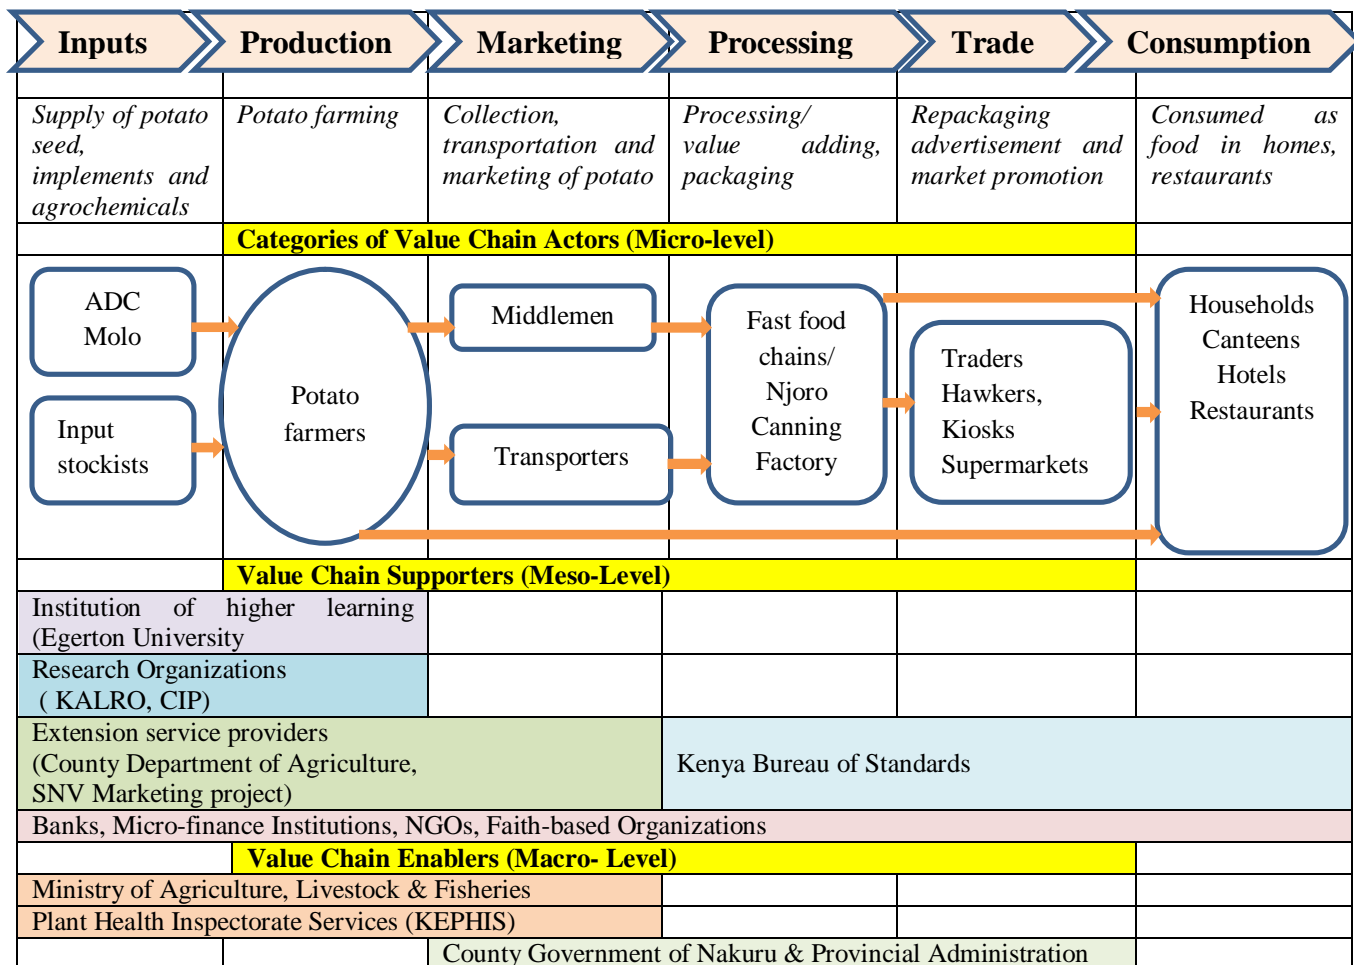 Inputs
Production
Marketing
Processing
Trade
Consumption
Supply of potato
seed,
implements and
agrochemicals
Potato farming
Collection,
transportation and
marketing of potato
Processing/
value adding,
packaging
Repackaging
advertisement and
market promotion
Consumed as
food in homes,
restaurants
Categories of Value Chain Actors (Micro-level)
ADC
Molo
Input
stockists
Potato
farmers
Middlemen
Transporters
Fast food
chains/
Njoro
Canning
Factory
Traders
Hawkers,
Kiosks
Supermarkets
Households
Canteens
Hotels
Restaurants
Value Chain Supporters (Meso-Level)
Institution of higher learning
(Egerton University
Research Organizations
( KALRO, CIP)
Extension service providers
(County Department of Agriculture,
SNV Marketing project)
Kenya Bureau of Standards
Banks, Micro-finance Institutions, NGOs, Faith-based Organizations
Value Chain Enablers (Macro- Level)
Ministry of Agriculture, Livestock & Fisheries
Plant Health Inspectorate Services (KEPHIS)
County Government of Nakuru & Provincial Administration